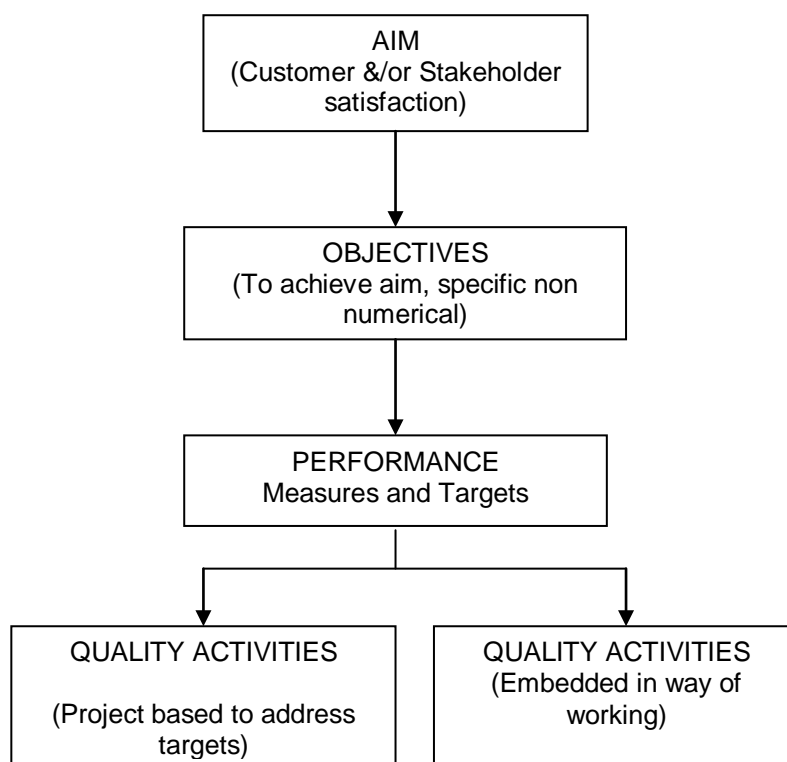 AIM
(Customer &/or Stakeholder
satisfaction)
OBJECTIVES
(To achieve aim, specific non
numerical)
PERFORMANCE
Measures and Targets
QUALITY ACTIVITIES
(Project based to address
targets)
QUALITY ACTIVITIES
(Embedded in way of
working)